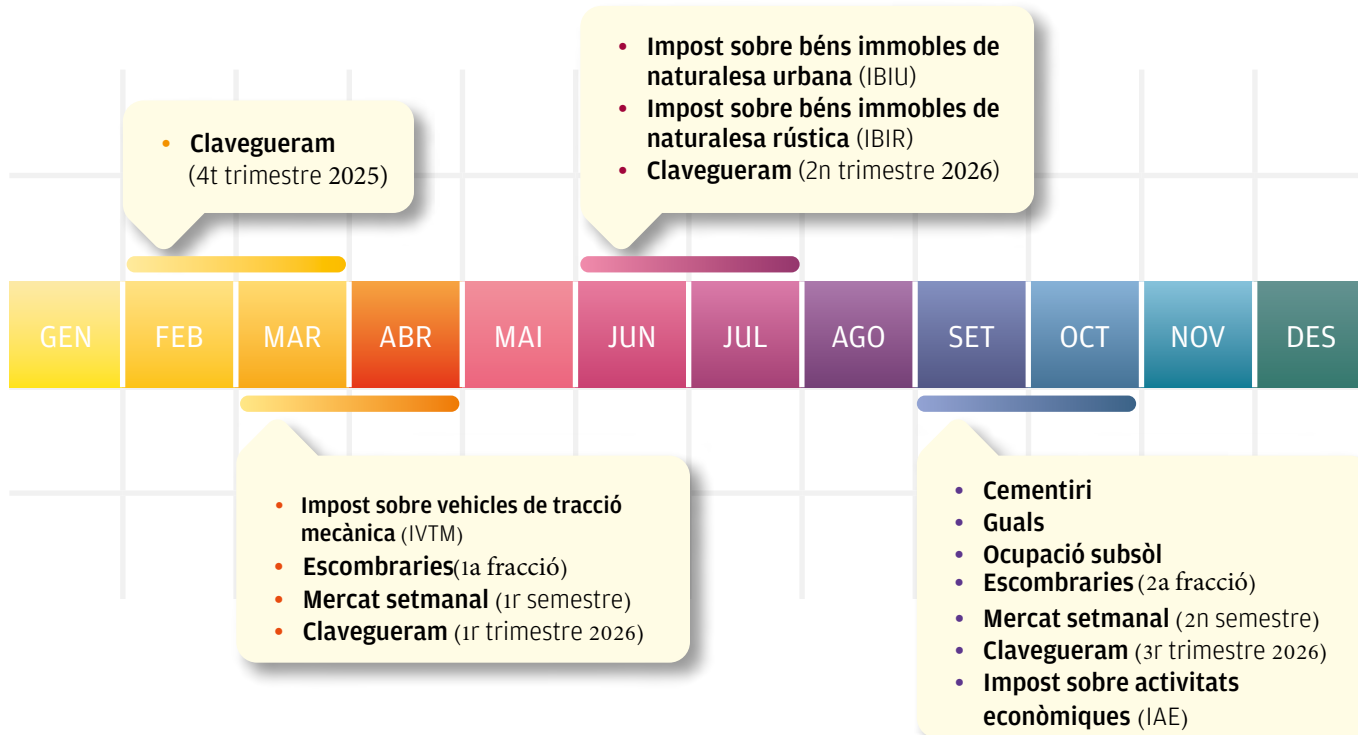 • Impost sobre béns immobles de
naturalesa urbana (IBIU)
• Impost sobre béns immobles de
naturalesa rústica (IBIR)
• Clavegueram (2n trimestre 2026)
• Clavegueram
(4t trimestre 2025)
GEN FEB MAR ABR MAI JUN JUL AGO SET OCT NOV DES
• Impost sobre vehicles de tracció
mecànica (IVTM)
• Escombraries(1a fracció)
• Mercat setmanal (1r semestre)
• Clavegueram (1r trimestre 2026)
• Cementiri
• Guals
• Ocupació subsòl
• Escombraries (2a fracció)
• Mercat setmanal (2n semestre)
• Clavegueram (3r trimestre 2026)
• Impost sobre activitats
econòmiques (IAE)